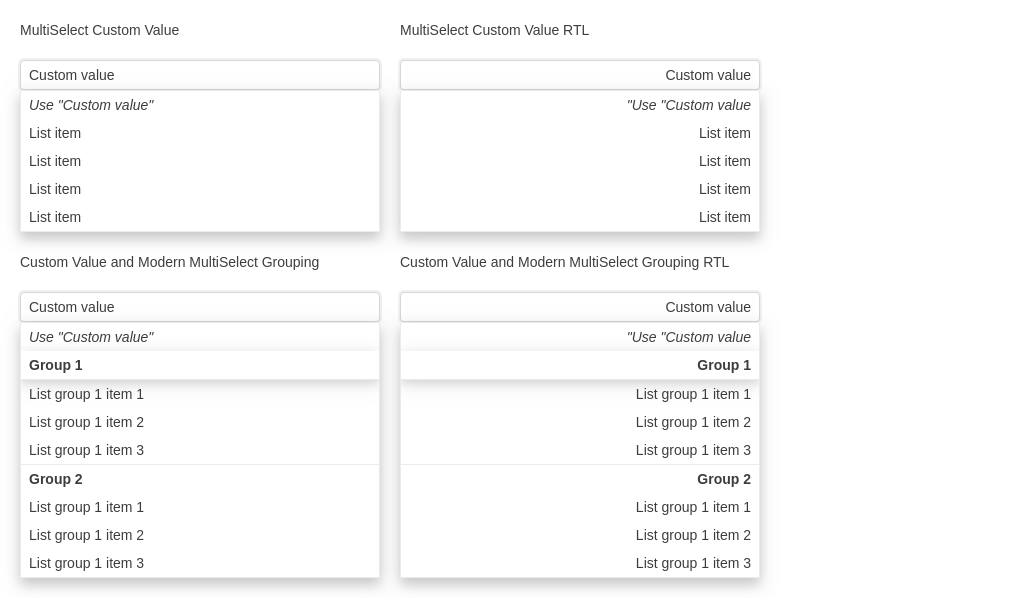 MultiSelect Custom Value
Custom value
Use "Custom value"
List item
List item
List item
List item
MultiSelect Custom Value RTL
Custom value
"Use "Custom value
List item
List item
List item
List item
Custom Value and Modern MultiSelect Grouping
Custom value
Use "Custom value"
Group 1
List group 1 item 1
List group 1 item 2
List group 1 item 3
Group 2
List group 1 item 1
List group 1 item 2
List group 1 item 3
Custom Value and Modern MultiSelect Grouping RTL
Custom value
"Use "Custom value
Group 1
List group 1 item 1
List group 1 item 2
List group 1 item 3
Group 2
List group 1 item 1
List group 1 item 2
List group 1 item 3